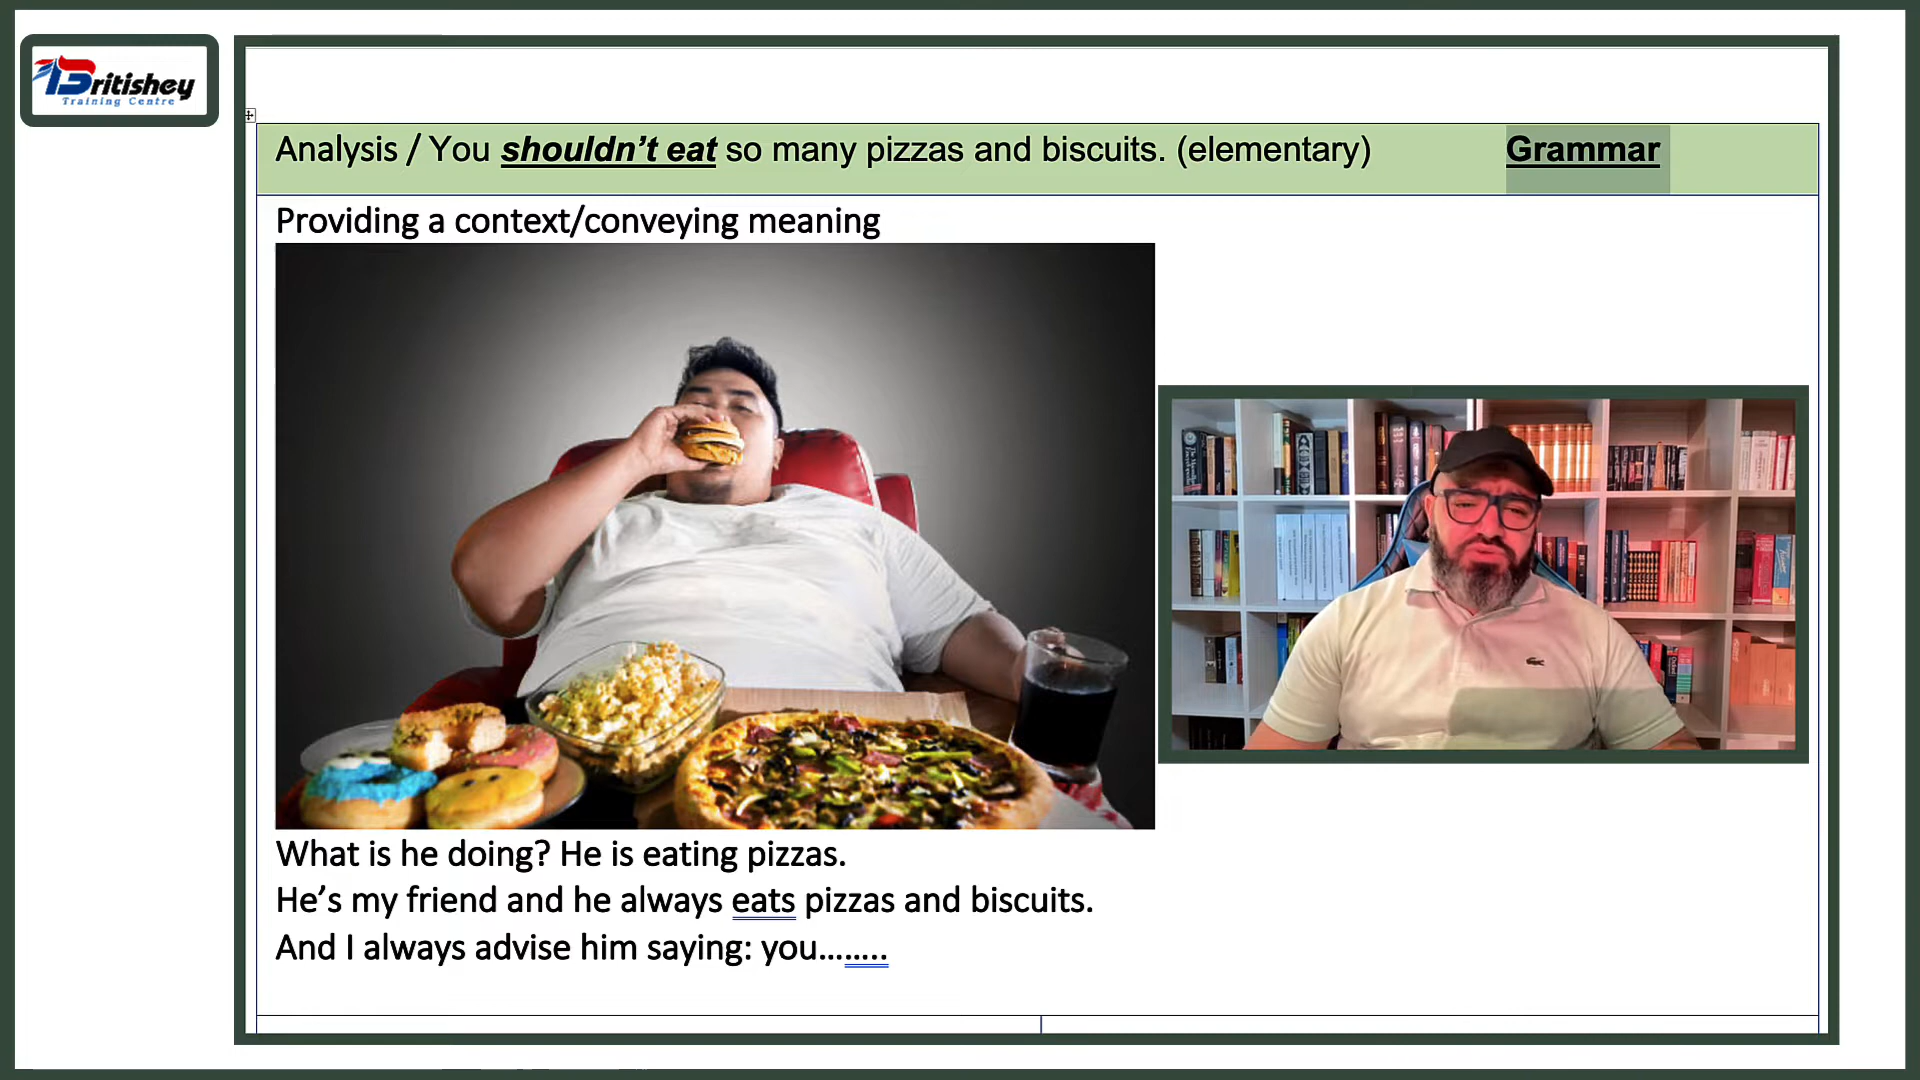 Britishey
Training Centre
Analysis / You shouldn't eat so many pizzas and biscuits. (elementary) Grammar
Providing a context/conveying meaning
What is he doing? He is eating pizzas.
He's my friend and he always eats pizzas and biscuits.
And I always advise him saying: you........